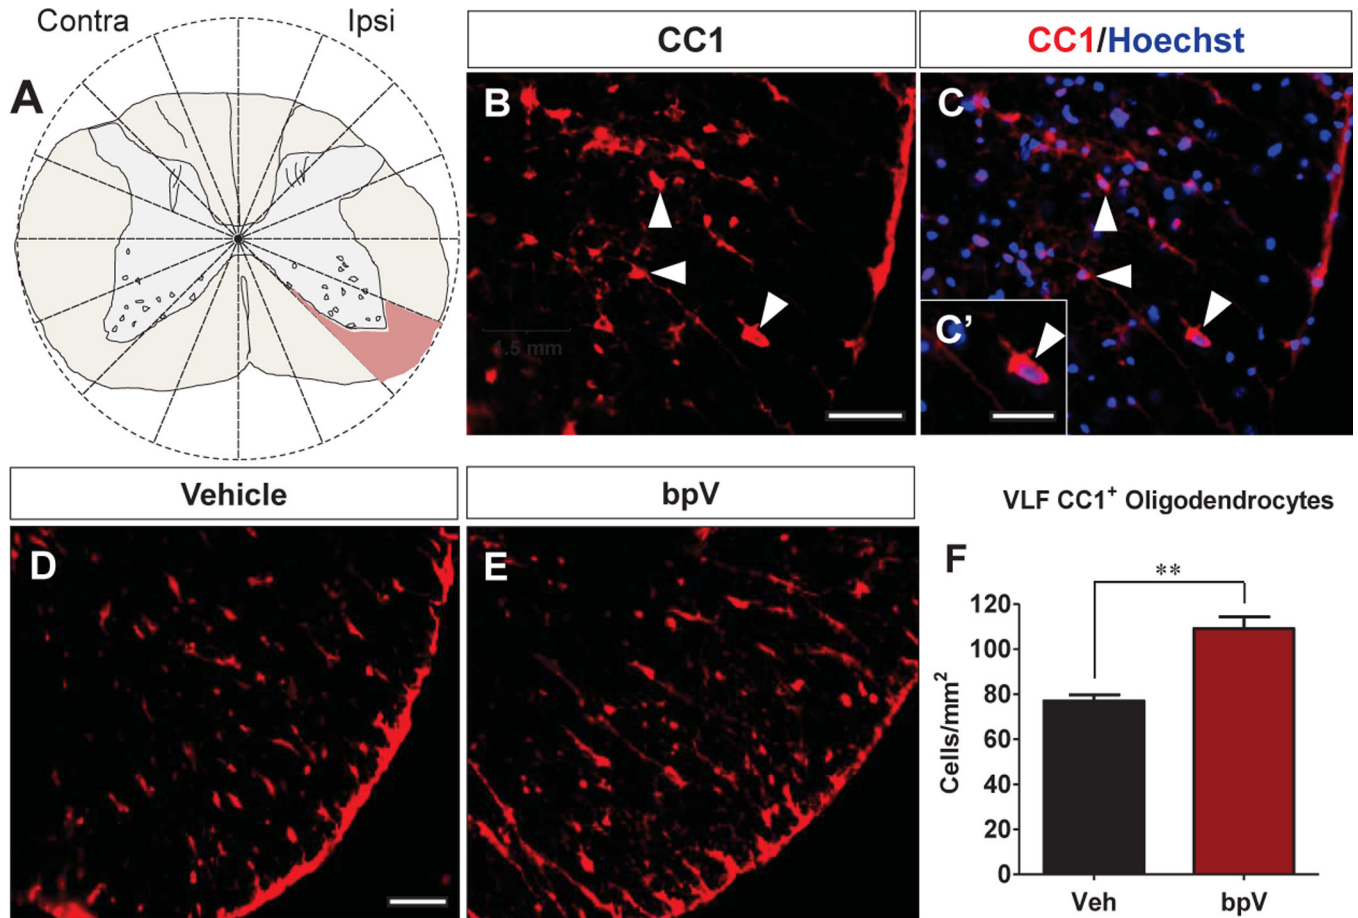 Contra
Ipsi
A
CC1
CC1/Hoechst
B
C
C'
1.5 mm
Vehicle
bpV
D
E
VLF CC1⁺ Oligodendrocytes
F
**
Cells/mm²
120
100
80
60
40
20
0
Veh
bpV